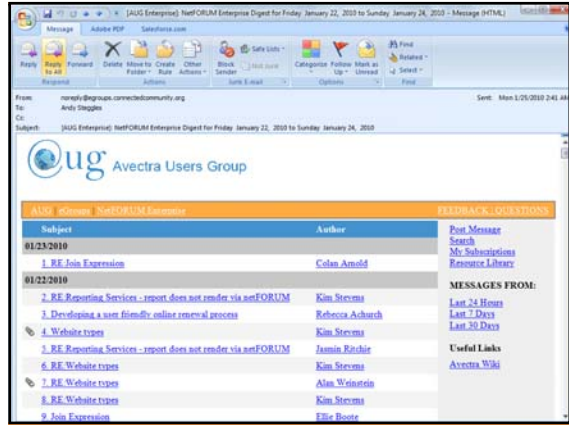 [AUG Enterprise] NetFORUM Enterprise Digest for Friday January 22, 2010 to Sunday January 24, 2010 - Message (HTML)
Message Adobe PDF Salesforce.com
Reply Reply to All Forward Delete Move to Folder Create Rule Other Actions Block Sender Safe Lists Not Junk Categorize Follow Up Mark as Unread Find Related Select
Respond Actions Junk E-mail Options Find
From: noreply@egroups.connectedcommunity.org Sent: Mon 1/25/2010 2:41 AM
To: Andy Steggles
Cc:
Subject: [AUG Enterprise] NetFORUM Enterprise Digest for Friday January 22, 2010 to Sunday January 24, 2010
aug Avectra Users Group
AUG | eGroups | NetFORUM Enterprise FEEDBACK | QUESTIONS
Subject Author
01/23/2010
1. RE:Join Expression Colan Arnold
01/22/2010
2. RE:Reporting Services - report does not render via netFORUM Kim Stevens
3. Developing a user friendly online renewal process Rebecca Achurch
4. Website types Kim Stevens
5. RE:Reporting Services - report does not render via netFORUM Jasmin Ritchie
6. RE:Website types Kim Stevens
7. RE:Website types Alan Weinstein
8. RE:Website types Kim Stevens
9. Join Expression Ellie Boote
Post Message
Search
My Subscriptions
Resource Library
MESSAGES FROM:
Last 24 Hours
Last 7 Days
Last 30 Days
Useful Links
Avectra Wiki